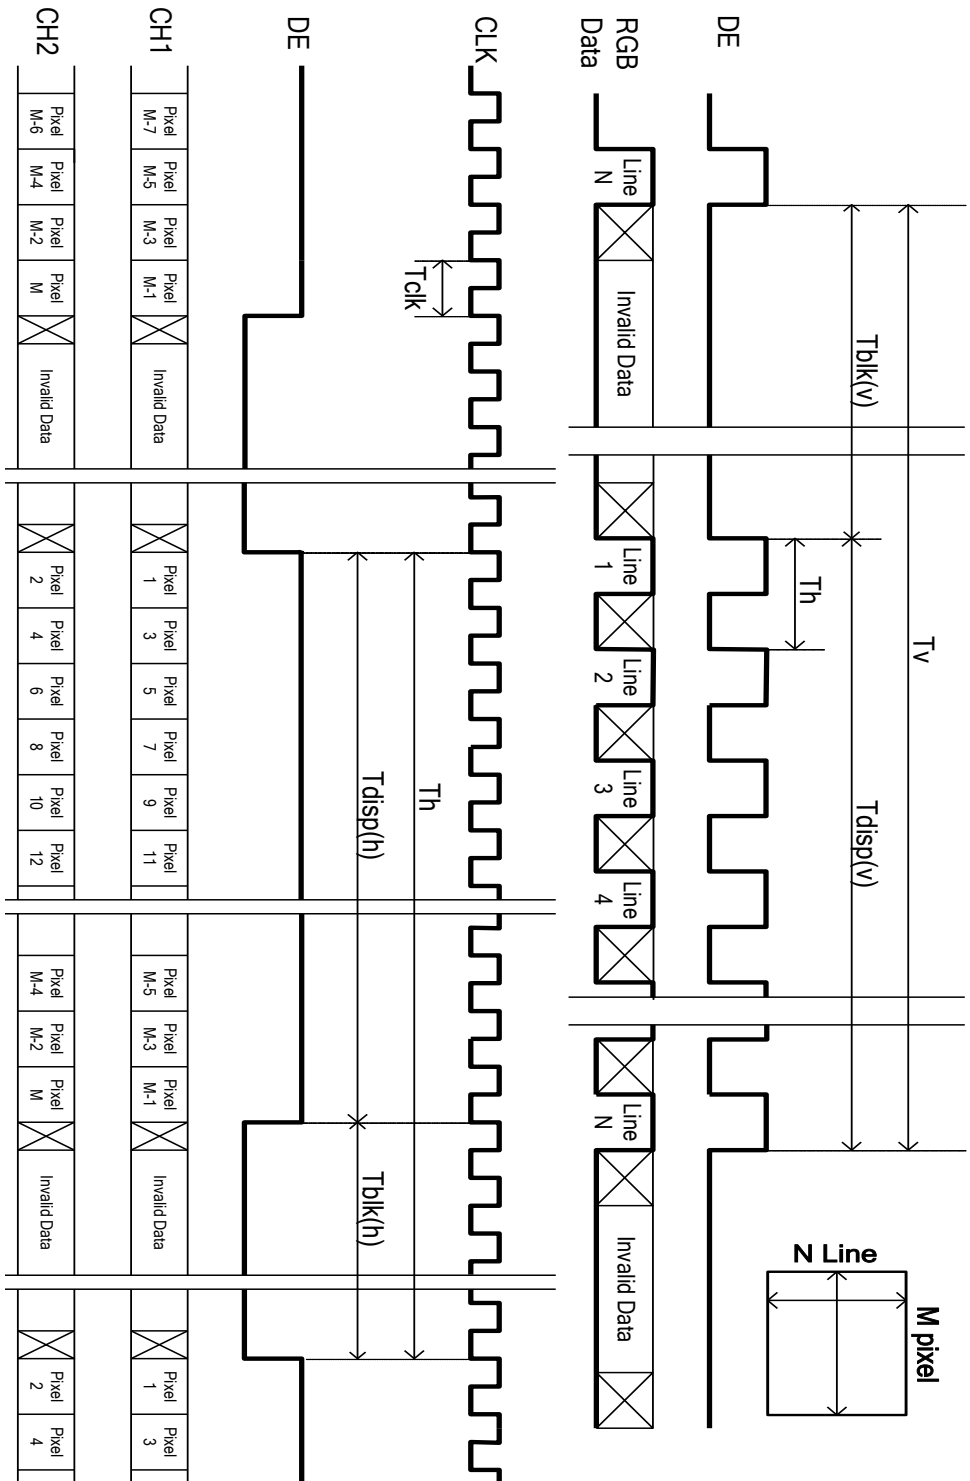 Tv
Tblk(v)
Tdisp(v)
Th
DE
RGB
Data
Line
N
Invalid Data
Line
1
Line
2
Line
3
Line
4
Line
N
Invalid Data
N Line
M pixel
CLK
Tclk
Th
Tdisp(h)
Tblk(h)
DE
CH1
Pixel
M-7
Pixel
M-5
Pixel
M-3
Pixel
M-1
Invalid Data
Pixel
1
Pixel
3
Pixel
5
Pixel
7
Pixel
9
Pixel
11
Pixel
M-5
Pixel
M-3
Pixel
M-1
Invalid Data
Pixel
1
Pixel
3
CH2
Pixel
M-6
Pixel
M-4
Pixel
M-2
Pixel
M
Invalid Data
Pixel
2
Pixel
4
Pixel
6
Pixel
8
Pixel
10
Pixel
12
Pixel
M-4
Pixel
M-2
Pixel
M
Invalid Data
Pixel
2
Pixel
4